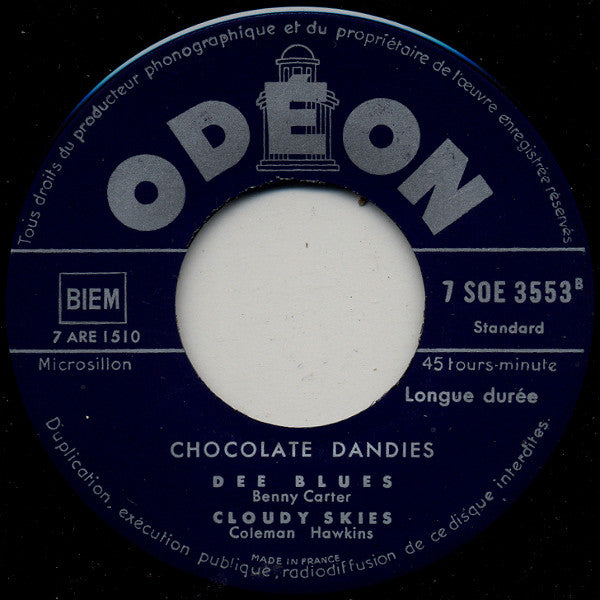 Tous droits du producteur phonographique et du propriétaire de l'œuvre enregistrée réservés
ODÉON
BIEM
7 ARE 1510
7 SOE 3553 B
Standard
Microsillon
45 tours-minute
Longue durée
CHOCOLATE DANDIES
DEE BLUES
Benny Carter
CLOUDY SKIES
Coleman Hawkins
MADE IN FRANCE
Duplication, exécution publique, radiodiffusion de ce disque interdites.